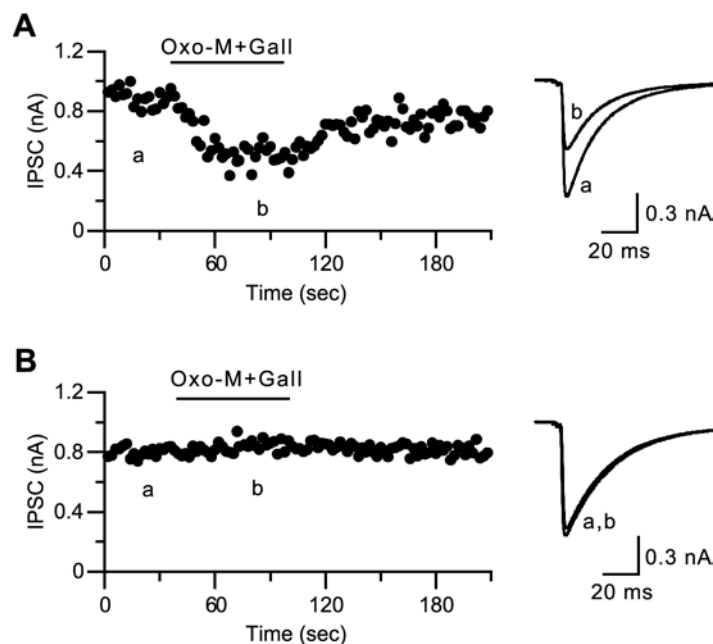 A
Oxo-M+Gall
1.2
0.8
0.4
0
IPSC (nA)
a
b
0
60
120
180
Time (sec)
b
a
0.3 nA
20 ms
B
Oxo-M+Gall
1.2
0.8
0.4
0
IPSC (nA)
a
b
0
60
120
180
Time (sec)
a,b
0.3 nA
20 ms